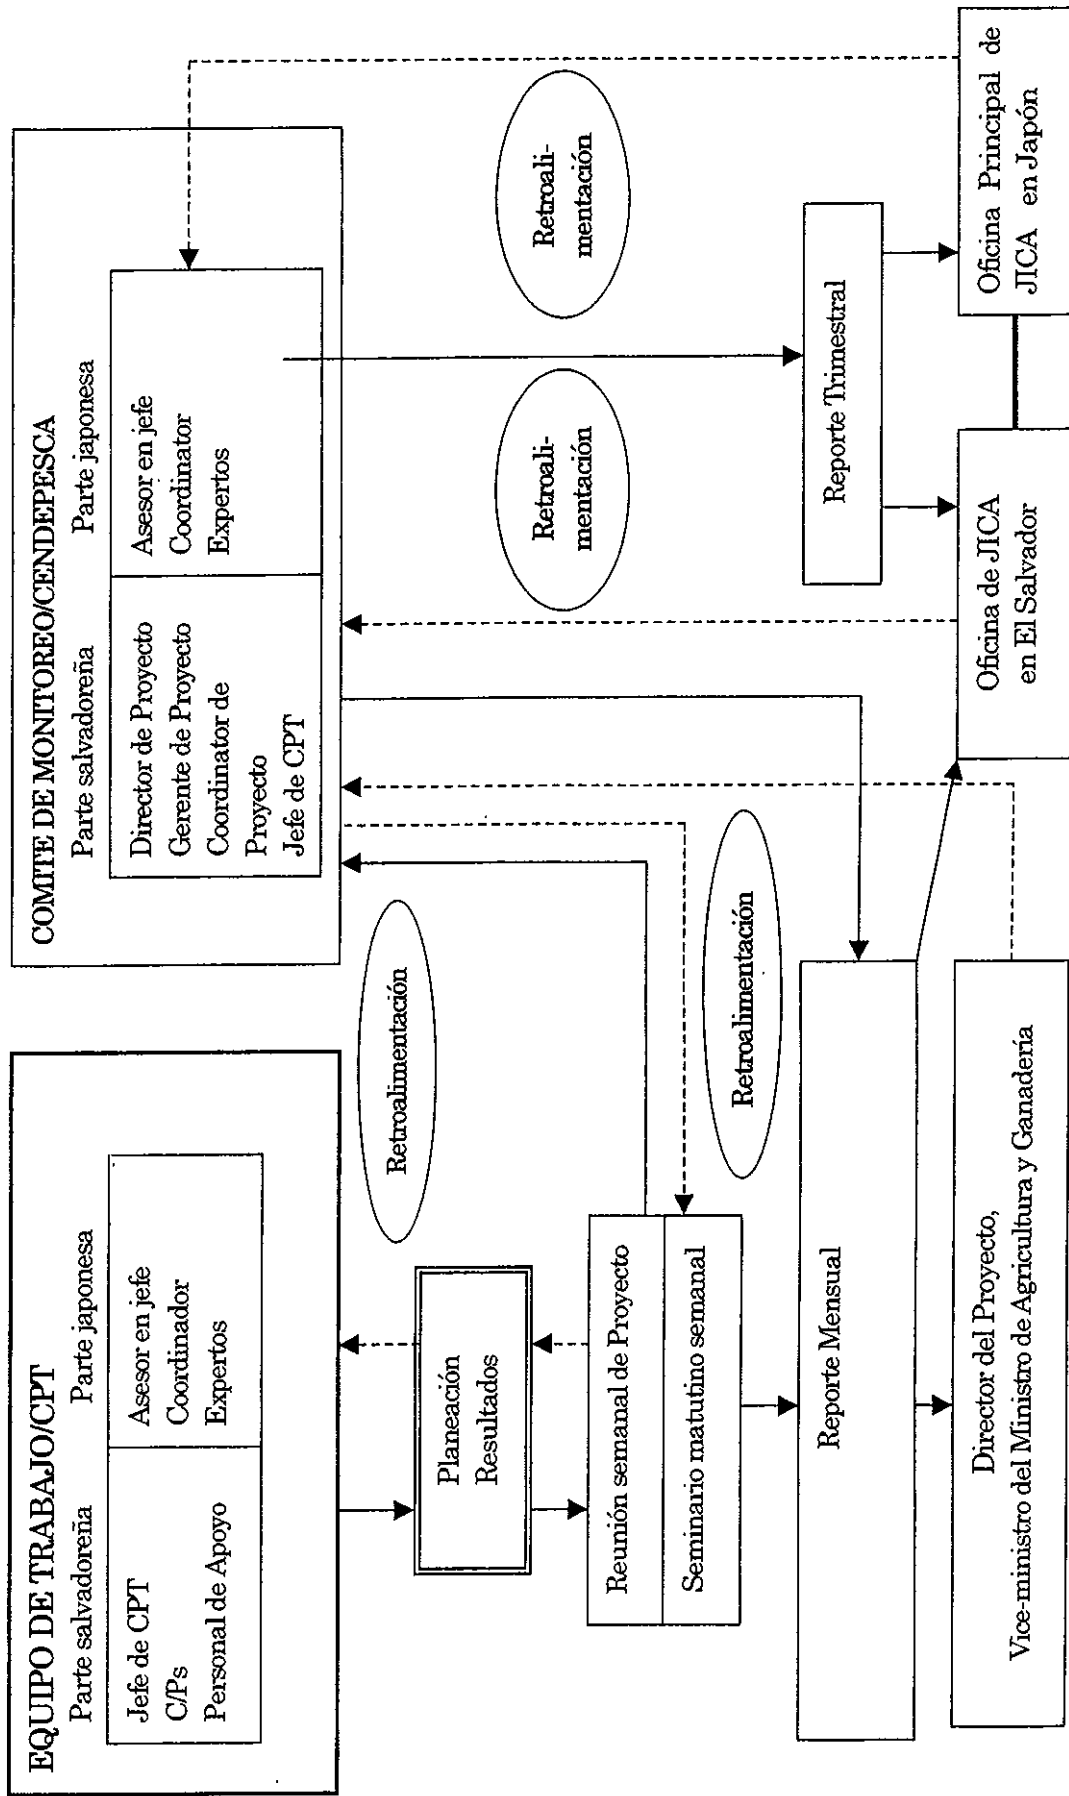 EQUIPO DE TRABAJO/CPT
Parte salvadoreña
Parte japonesa
Jefe de CPT
C/Ps
Personal de Apoyo
Asesor en jefe
Coordinador
Expertos
COMITE DE MONITOREO/CENDEPESCA
Parte salvadoreña
Parte japonesa
Director de Proyecto
Gerente de Proyecto
Coordinator de
Proyecto
Jefe de CPT
Asesor en jefe
Coordinator
Expertos
Retroalimentación
Planeación
Resultados
Reunión semanal de Proyecto
Seminario matutino semanal
Retroalimentación
Retroali-
mentación
Retroali-
mentación
Reporte Mensual
Reporte Trimestral
Director del Proyecto,
Vice-ministro del Ministro de Agricultura y Ganadería
Oficina de JICA
en El Salvador
Oficina Principal de
JICA en Japón